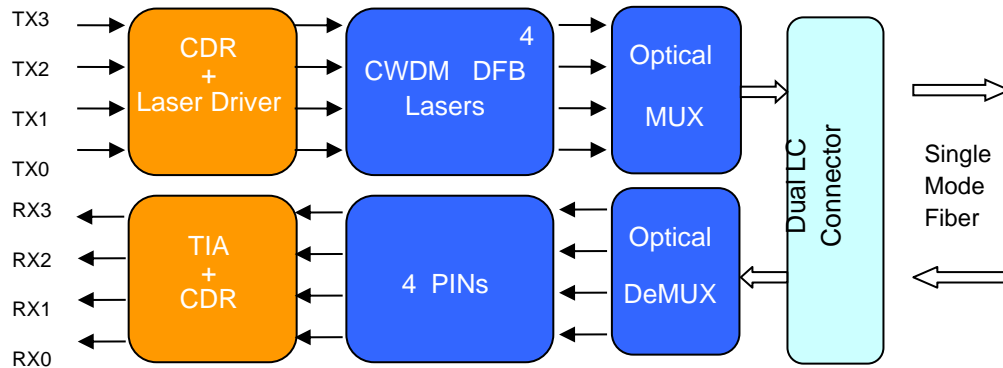 TX3
TX2
TX1
TX0
CDR
+
Laser Driver
4
CWDM DFB
Lasers
Optical
MUX
Dual LC
Connector
Single
Mode
Fiber
RX3
RX2
RX1
RX0
TIA
+
CDR
4 PINs
Optical
DeMUX